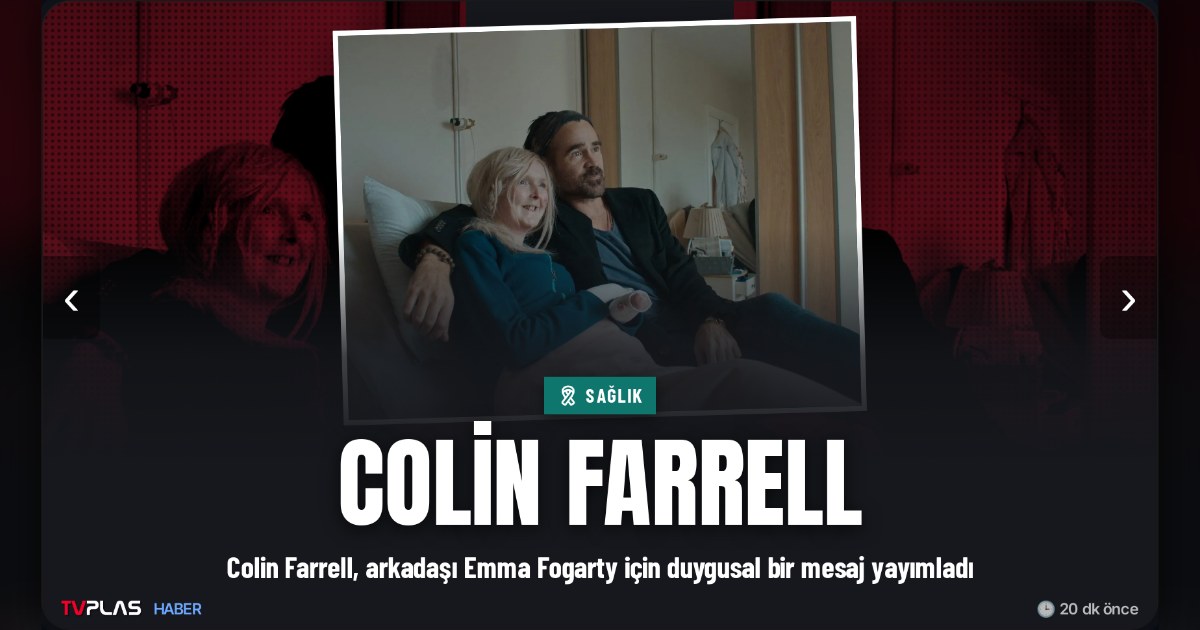 SAĞLIK
COLİN FARRELL
Colin Farrell, arkadaşı Emma Fogarty için duygusal bir mesaj yayımladı
TVPLAS HABER
20 dk önce